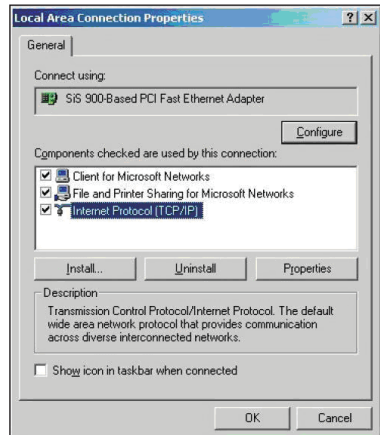 Local Area Connection Properties
General
Connect using:
SiS 900-Based PCI Fast Ethernet Adapter
Configure
Components checked are used by this connection:
Client for Microsoft Networks
File and Printer Sharing for Microsoft Networks
Internet Protocol (TCP/IP)
Install... Uninstall Properties
Description
Transmission Control Protocol/Internet Protocol. The default
wide area network protocol that provides communication
across diverse interconnected networks.
Show icon in taskbar when connected
OK Cancel